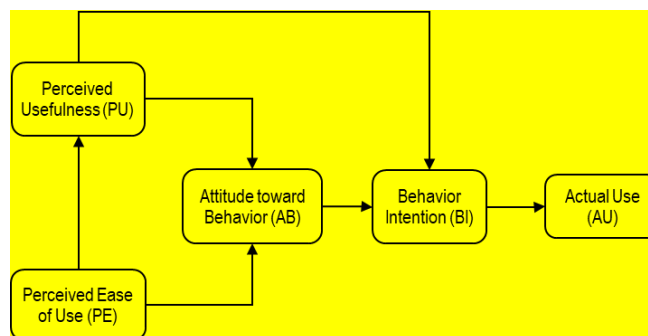 Perceived
Usefulness (PU)
Attitude toward
Behavior (AB)
Behavior
Intention (BI)
Actual Use
(AU)
Perceived Ease
of Use (PE)